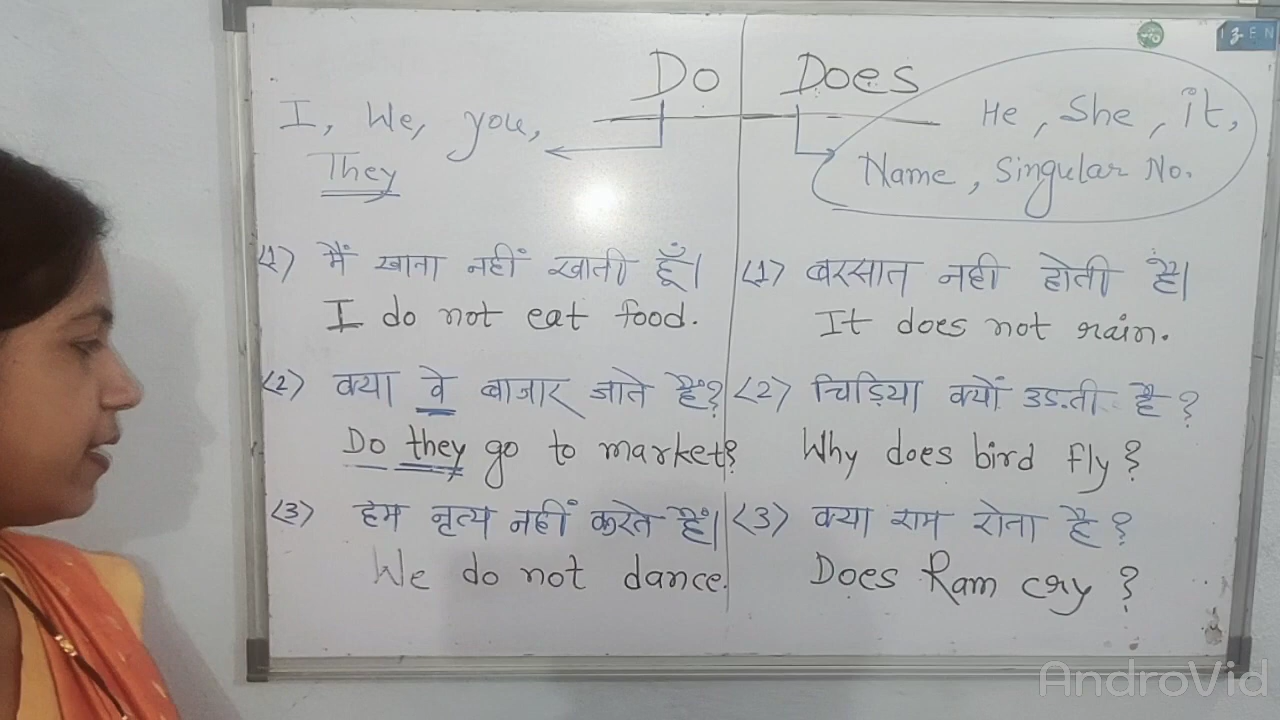 Do Does
I, We, you,
They
He, She, it,
Name, Singular No.
(1) मैं खाना नहीं खाती हूँ।
I do not eat food.
(2) क्या वे बाजार जाते हैं?
Do they go to market?
(3) हम नृत्य नहीं करते हैं।
We do not dance.
(1) बरसात नही होती है।
It does not rain.
(2) चिड़िया क्यों उड़ती है?
Why does bird fly?
(3) क्या राम रोता है?
Does Ram cry?
AndroVid